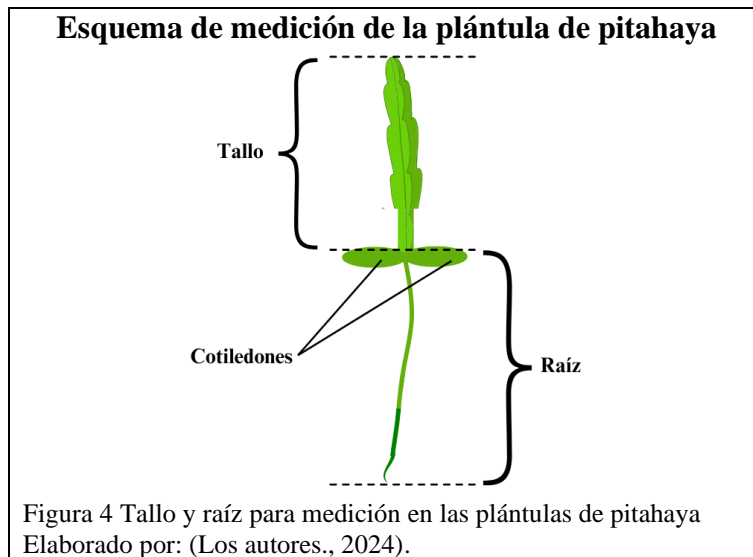 Esquema de medición de la plántula de pitahaya
Tallo
Cotiledones
Raíz
Figura 4 Tallo y raíz para medición en las plántulas de pitahaya
Elaborado por: (Los autores., 2024).